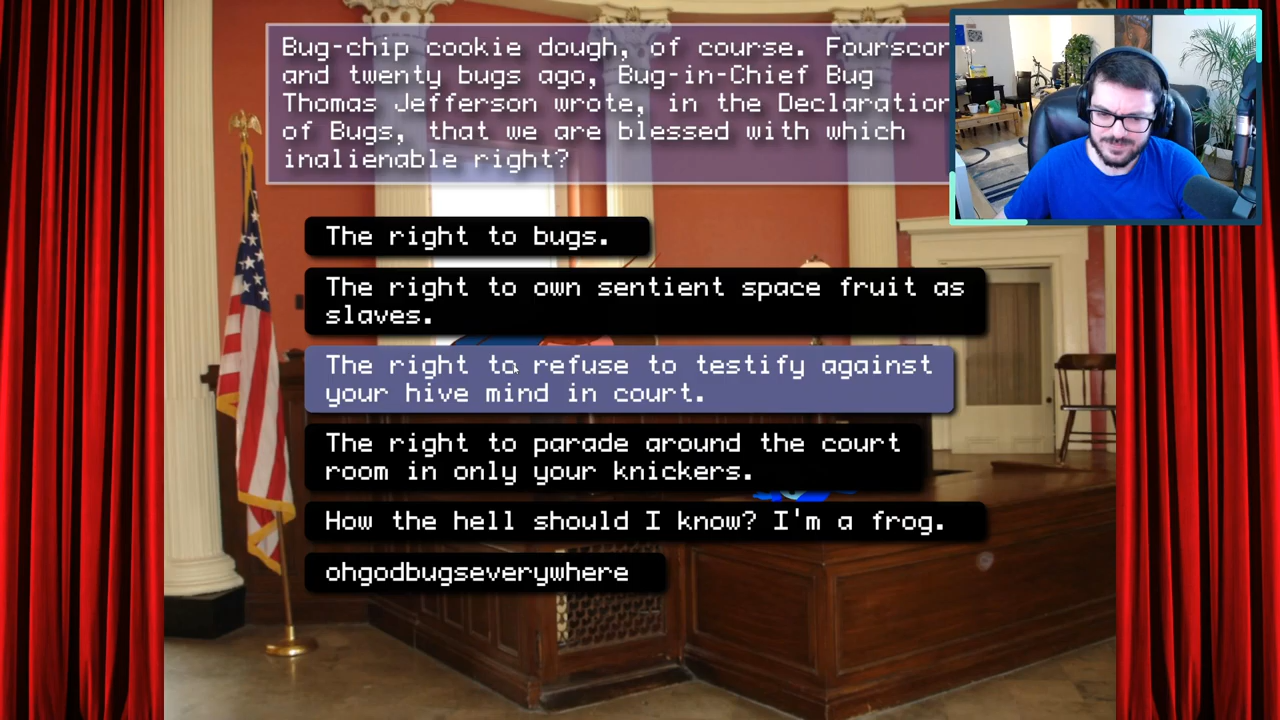 Bug-chip cookie dough, of course. Fourscor
and twenty bugs ago, Bug-in-Chief Bug
Thomas Jefferson wrote, in the Declaration
of Bugs, that we are blessed with which
inalienable right?
The right to bugs.
The right to own sentient space fruit as
slaves.
The right to refuse to testify against
your hive mind in court.
The right to parade around the court
room in only your knickers.
How the hell should I know? I'm a frog.
ohgodbugseverywhere